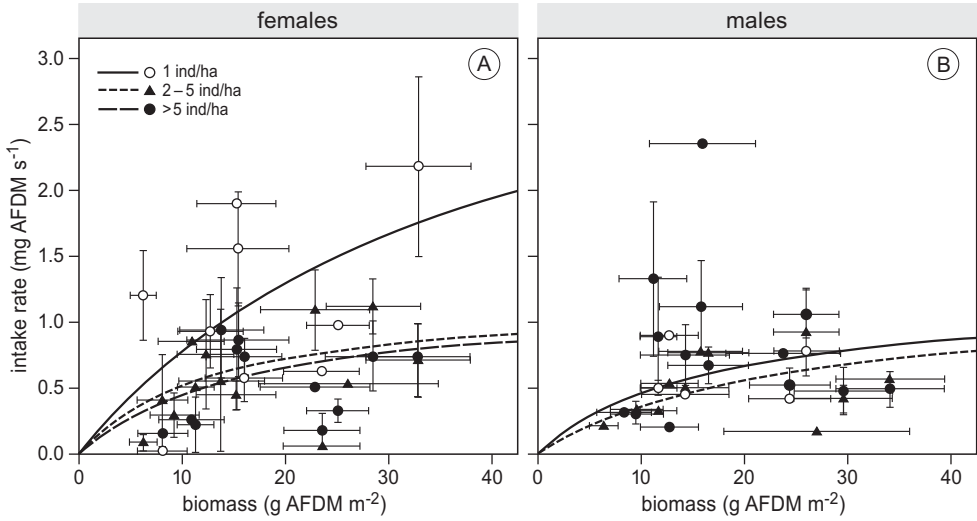 females
males
3.0
2.5
2.0
1.5
1.0
0.5
0.0
intake rate (mg AFDM s⁻¹)
1 ind/ha
2–5 ind/ha
>5 ind/ha
A
B
0
10
20
30
40
0
10
20
30
40
biomass (g AFDM m⁻²)
biomass (g AFDM m⁻²)